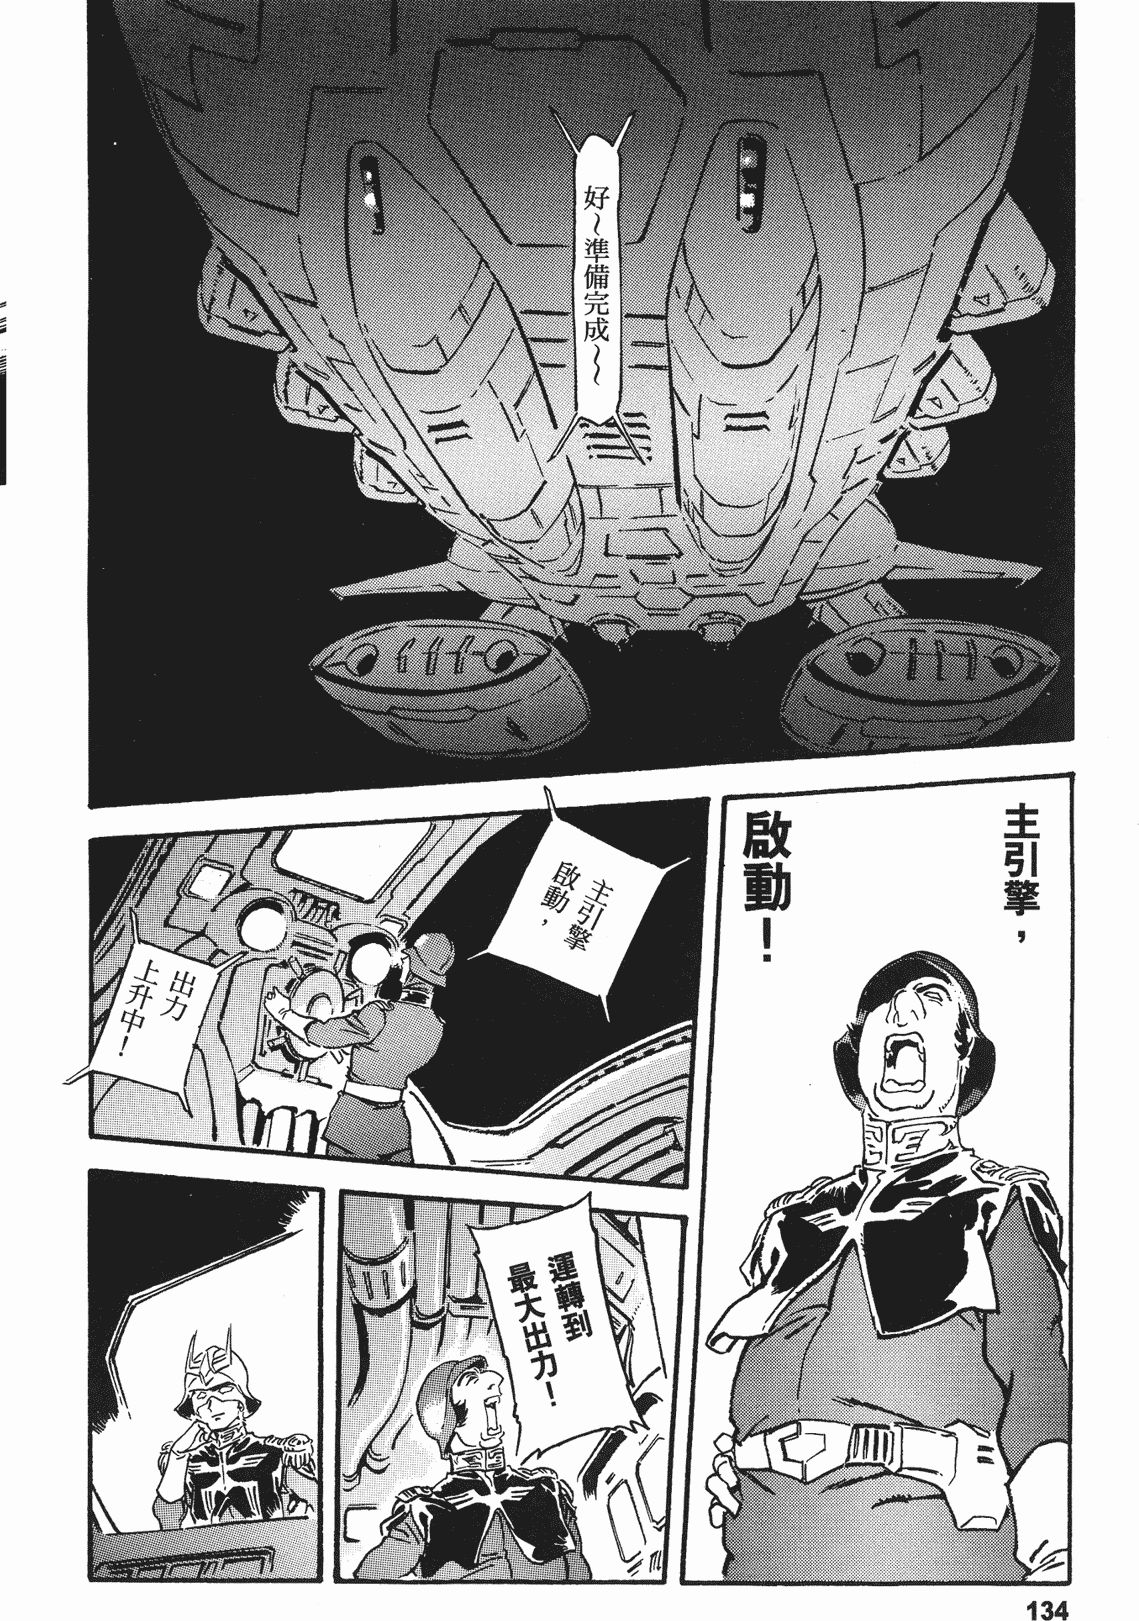 好～準備完成～～
主引擎，
啟動！
主引擎
啟動，
出力
上升中！
運轉到
最大出力！
134